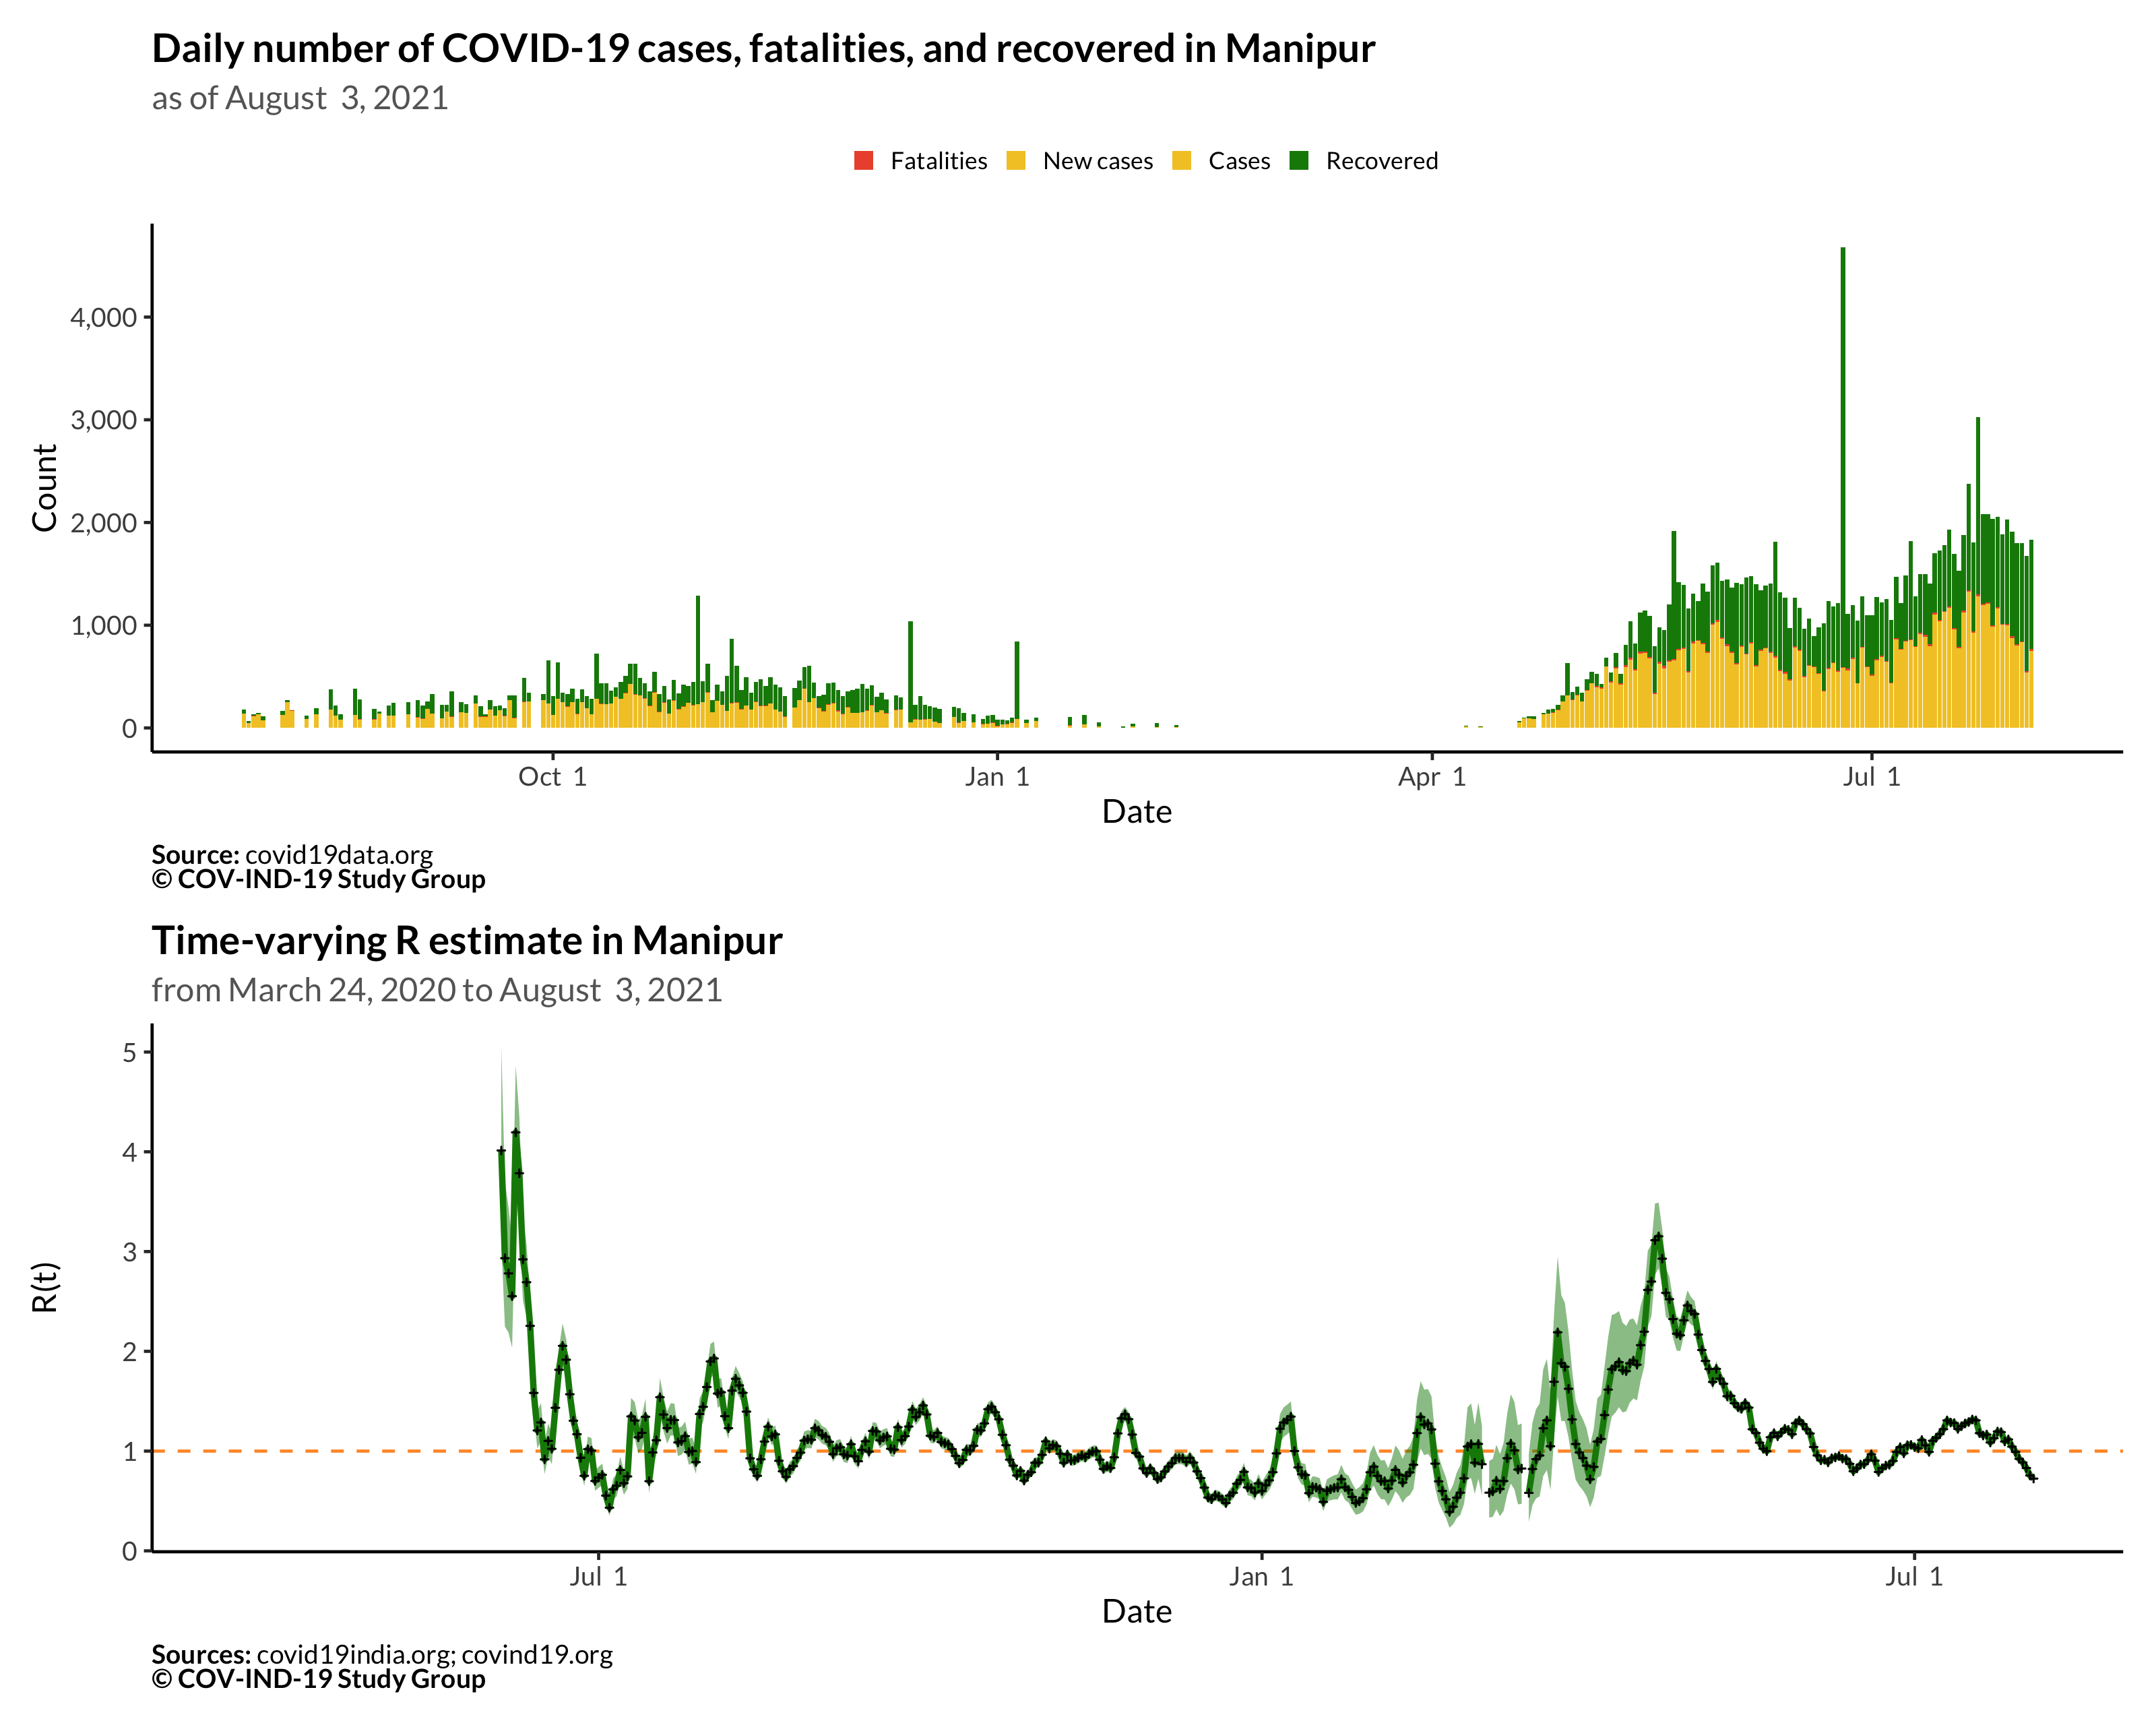 Daily number of COVID-19 cases, fatalities, and recovered in Manipur
as of August 3, 2021
Fatalities New cases Cases Recovered
Count
4,000
3,000
2,000
1,000
0
Oct 1 Jan 1 Apr 1 Jul 1
Date
Source: covid19data.org
© COV-IND-19 Study Group
Time-varying R estimate in Manipur
from March 24, 2020 to August 3, 2021
R(t)
5
4
3
2
1
0
Jul 1 Jan 1 Jul 1
Date
Sources: covid19india.org; covind19.org
© COV-IND-19 Study Group